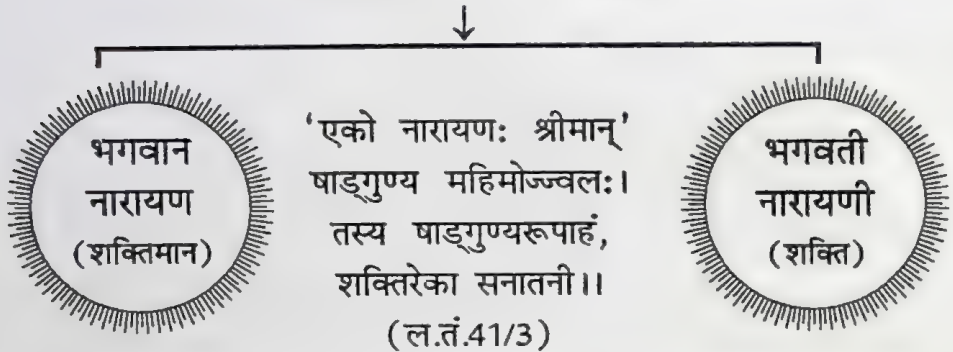 भगवान
नारायण
(शक्तिमान)
'एको नारायण: श्रीमान्'
षाड्गुण्य महिमोज्ज्वल:।
तस्य षाड्गुण्यरूपाहं,
शक्तिरेका सनातनी।।
(ल.तं.41/3)
भगवती
नारायणी
(शक्ति)